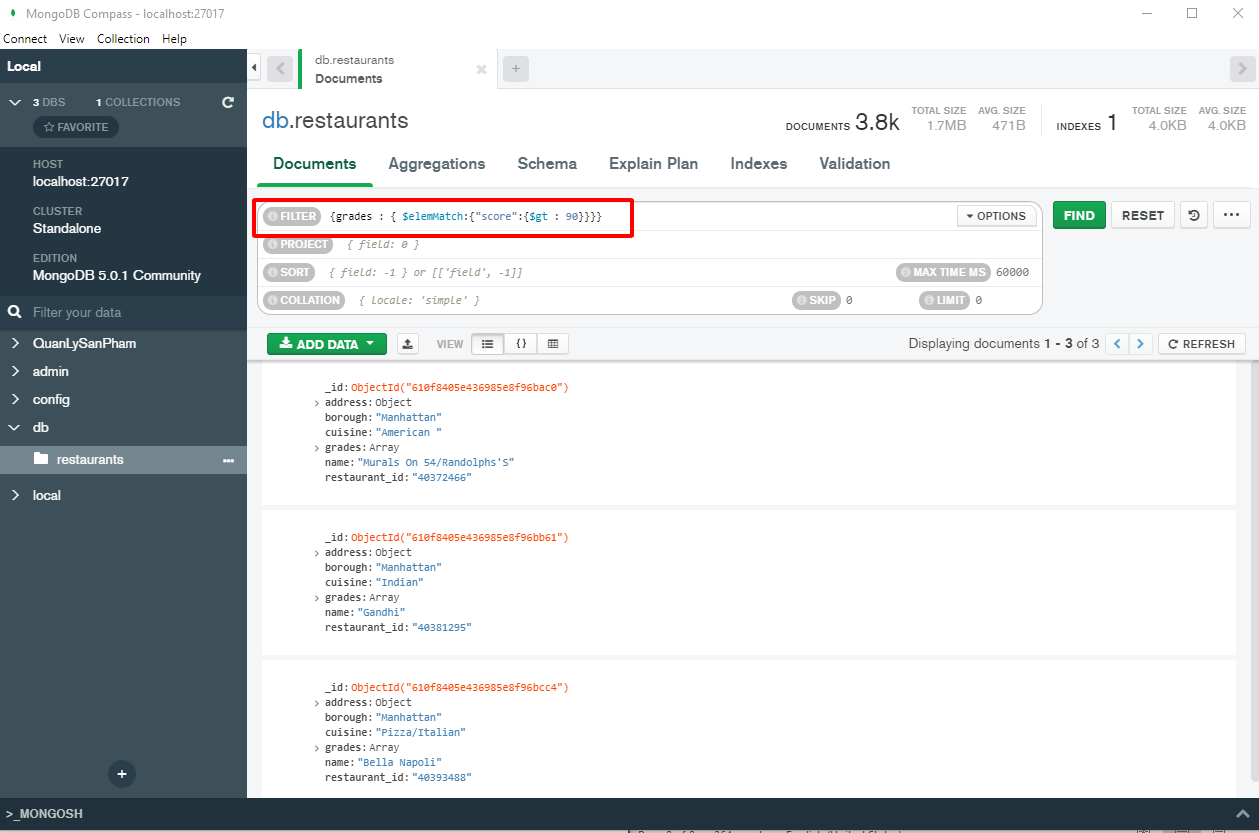 MongoDB Compass - localhost:27017
Connect View Collection Help
Local
3 DBS 1 COLLECTIONS
FAVORITE
HOST
localhost:27017
CLUSTER
Standalone
EDITION
MongoDB 5.0.1 Community
Filter your data
QuanLySanPham
admin
config
db
restaurants
local
>_MONGOSH
db.restaurants
Documents
db.restaurants
DOCUMENTS 3.8k TOTAL SIZE 1.7MB AVG. SIZE 471B INDEXES 1 TOTAL SIZE 4.0KB AVG. SIZE 4.0KB
Documents Aggregations Schema Explain Plan Indexes Validation
FILTER {grades : { $elemMatch:{"score":{$gt : 90}}}} OPTIONS FIND RESET
PROJECT { field: 0 }
SORT { field: -1 } or [['field', -1]] MAX TIME MS 60000
COLLATION { locale: 'simple' } SKIP 0 LIMIT 0
ADD DATA VIEW Displaying documents 1 - 3 of 3 REFRESH
_id:ObjectId("610f8405e436985e8f96bac0")
address:Object
borough:"Manhattan"
cuisine:"American "
grades:Array
name:"Murals On 54/Randolphs'S"
restaurant_id:"40372466"
_id:ObjectId("610f8405e436985e8f96bb61")
address:Object
borough:"Manhattan"
cuisine:"Indian"
grades:Array
name:"Gandhi"
restaurant_id:"40381295"
_id:ObjectId("610f8405e436985e8f96bcc4")
address:Object
borough:"Manhattan"
cuisine:"Pizza/Italian"
grades:Array
name:"Bella Napoli"
restaurant_id:"40393488"